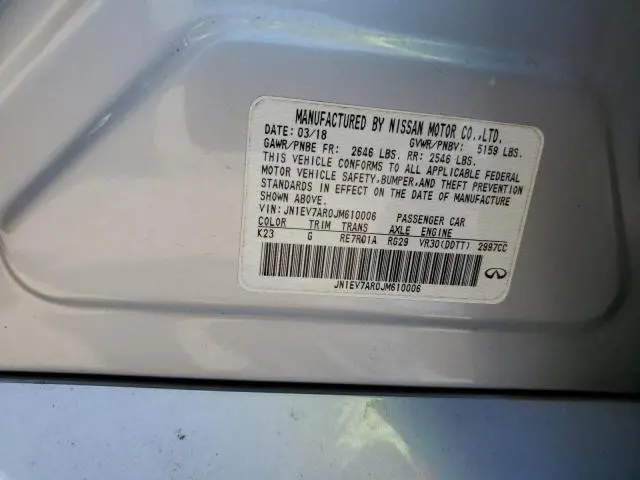 MANUFACTURED BY NISSAN MOTOR CO.,LTD.
DATE: 03/18 GVWR/PNBV: 5159 LBS.
GAWR/PNBE FR: 2646 LBS. RR: 2546 LBS.
THIS VEHICLE CONFORMS TO ALL APPLICABLE FEDERAL
MOTOR VEHICLE SAFETY,BUMPER,AND THEFT PREVENTION
STANDARDS IN EFFECT ON THE DATE OF MANUFACTURE
SHOWN ABOVE.
VIN: JN1EV7AR0JM610006 PASSENGER CAR
COLOR TRIM TRANS AXLE ENGINE
K23 G RE7R01A RG29 VR30(DDTT) 2997CC
JN1EV7AR0JM610006